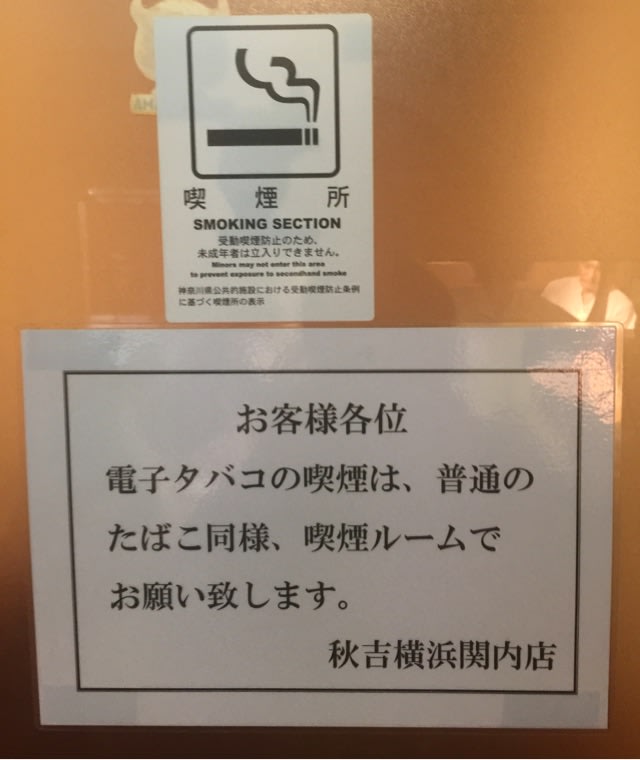 喫煙所
SMOKING SECTION
受動喫煙防止のため、
未成年者は立入りできません。
Minors may not enter this area
to prevent exposure to secondhand smoke
神奈川県公共的施設における受動喫煙防止条例
に基づく喫煙所の表示
お客様各位
電子タバコの喫煙は、普通の
たばこ同様、喫煙ルームで
お願い致します。
秋吉横浜関内店